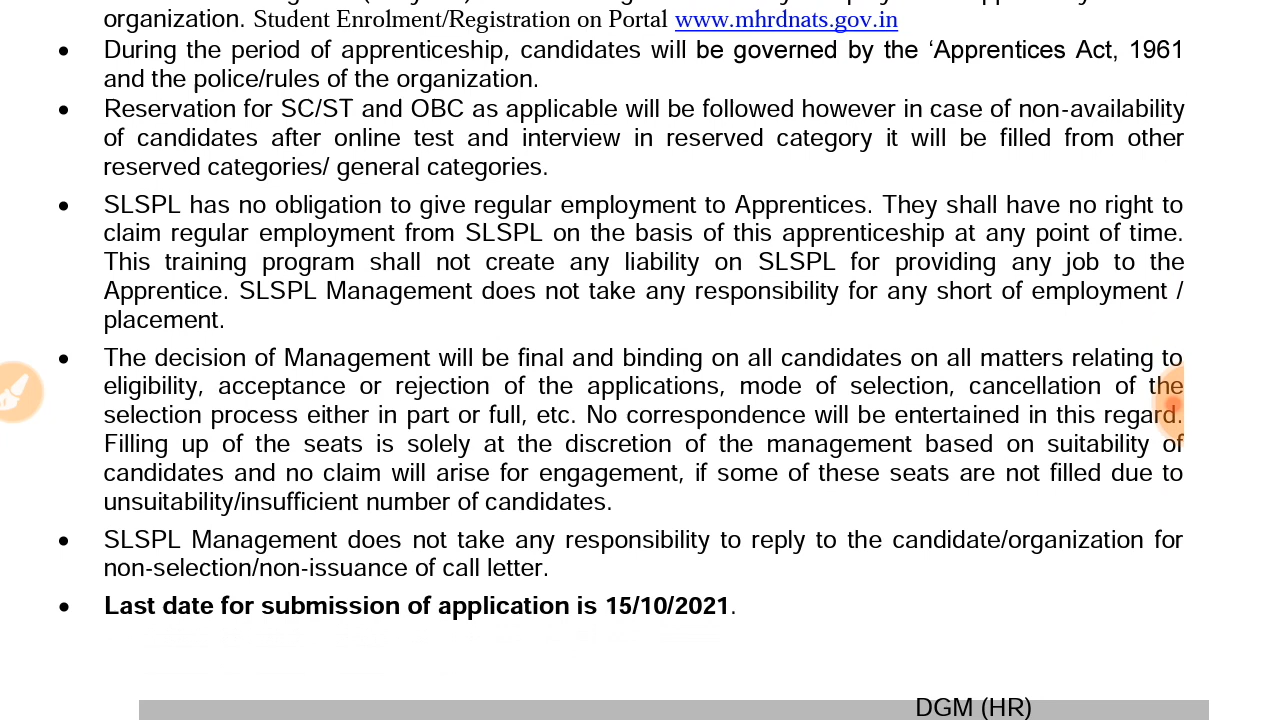 organization. Student Enrolment/Registration on Portal www.mhrdnats.gov.in
• During the period of apprenticeship, candidates will be governed by the ‘Apprentices Act, 1961
and the police/rules of the organization.
• Reservation for SC/ST and OBC as applicable will be followed however in case of non-availability
of candidates after online test and interview in reserved category it will be filled from other
reserved categories/ general categories.
• SLSPL has no obligation to give regular employment to Apprentices. They shall have no right to
claim regular employment from SLSPL on the basis of this apprenticeship at any point of time.
This training program shall not create any liability on SLSPL for providing any job to the
Apprentice. SLSPL Management does not take any responsibility for any short of employment /
placement.
• The decision of Management will be final and binding on all candidates on all matters relating to
eligibility, acceptance or rejection of the applications, mode of selection, cancellation of the
selection process either in part or full, etc. No correspondence will be entertained in this regard.
Filling up of the seats is solely at the discretion of the management based on suitability of
candidates and no claim will arise for engagement, if some of these seats are not filled due to
unsuitability/insufficient number of candidates.
• SLSPL Management does not take any responsibility to reply to the candidate/organization for
non-selection/non-issuance of call letter.
• Last date for submission of application is 15/10/2021.
DGM (HR)